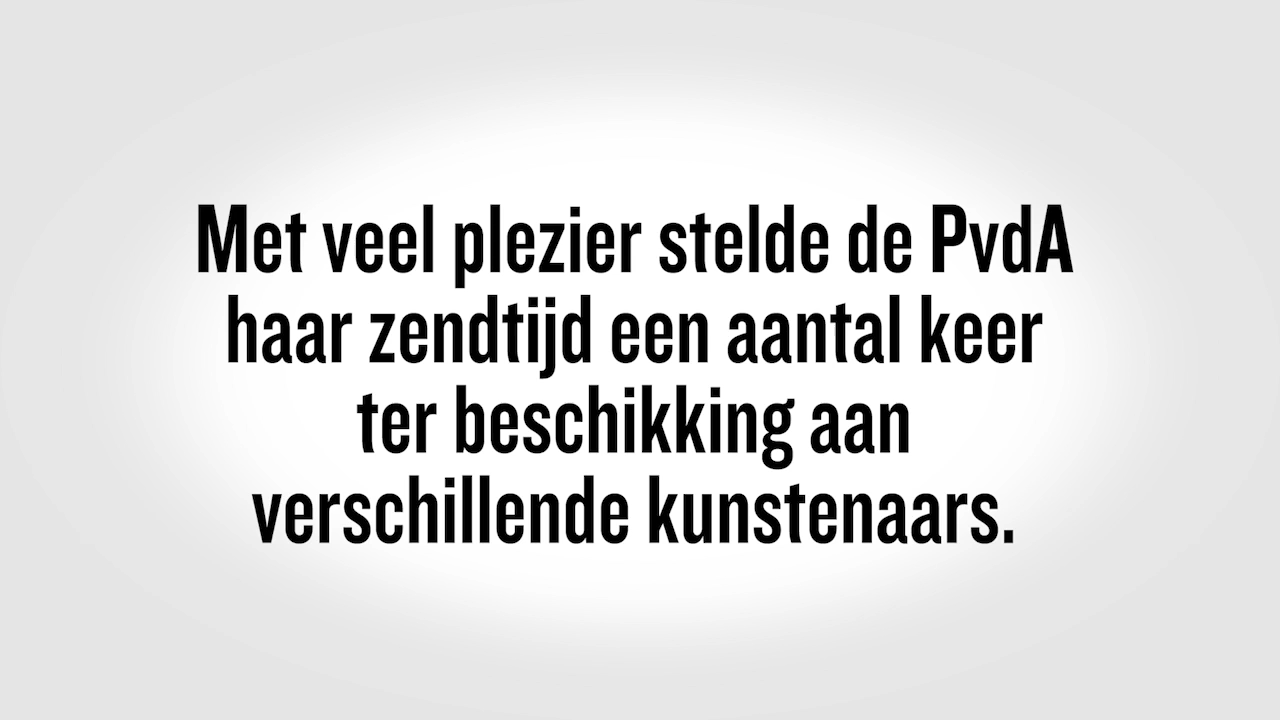 Met veel plezier stelde de PvdA
haar zendtijd een aantal keer
ter beschikking aan
verschillende kunstenaars.